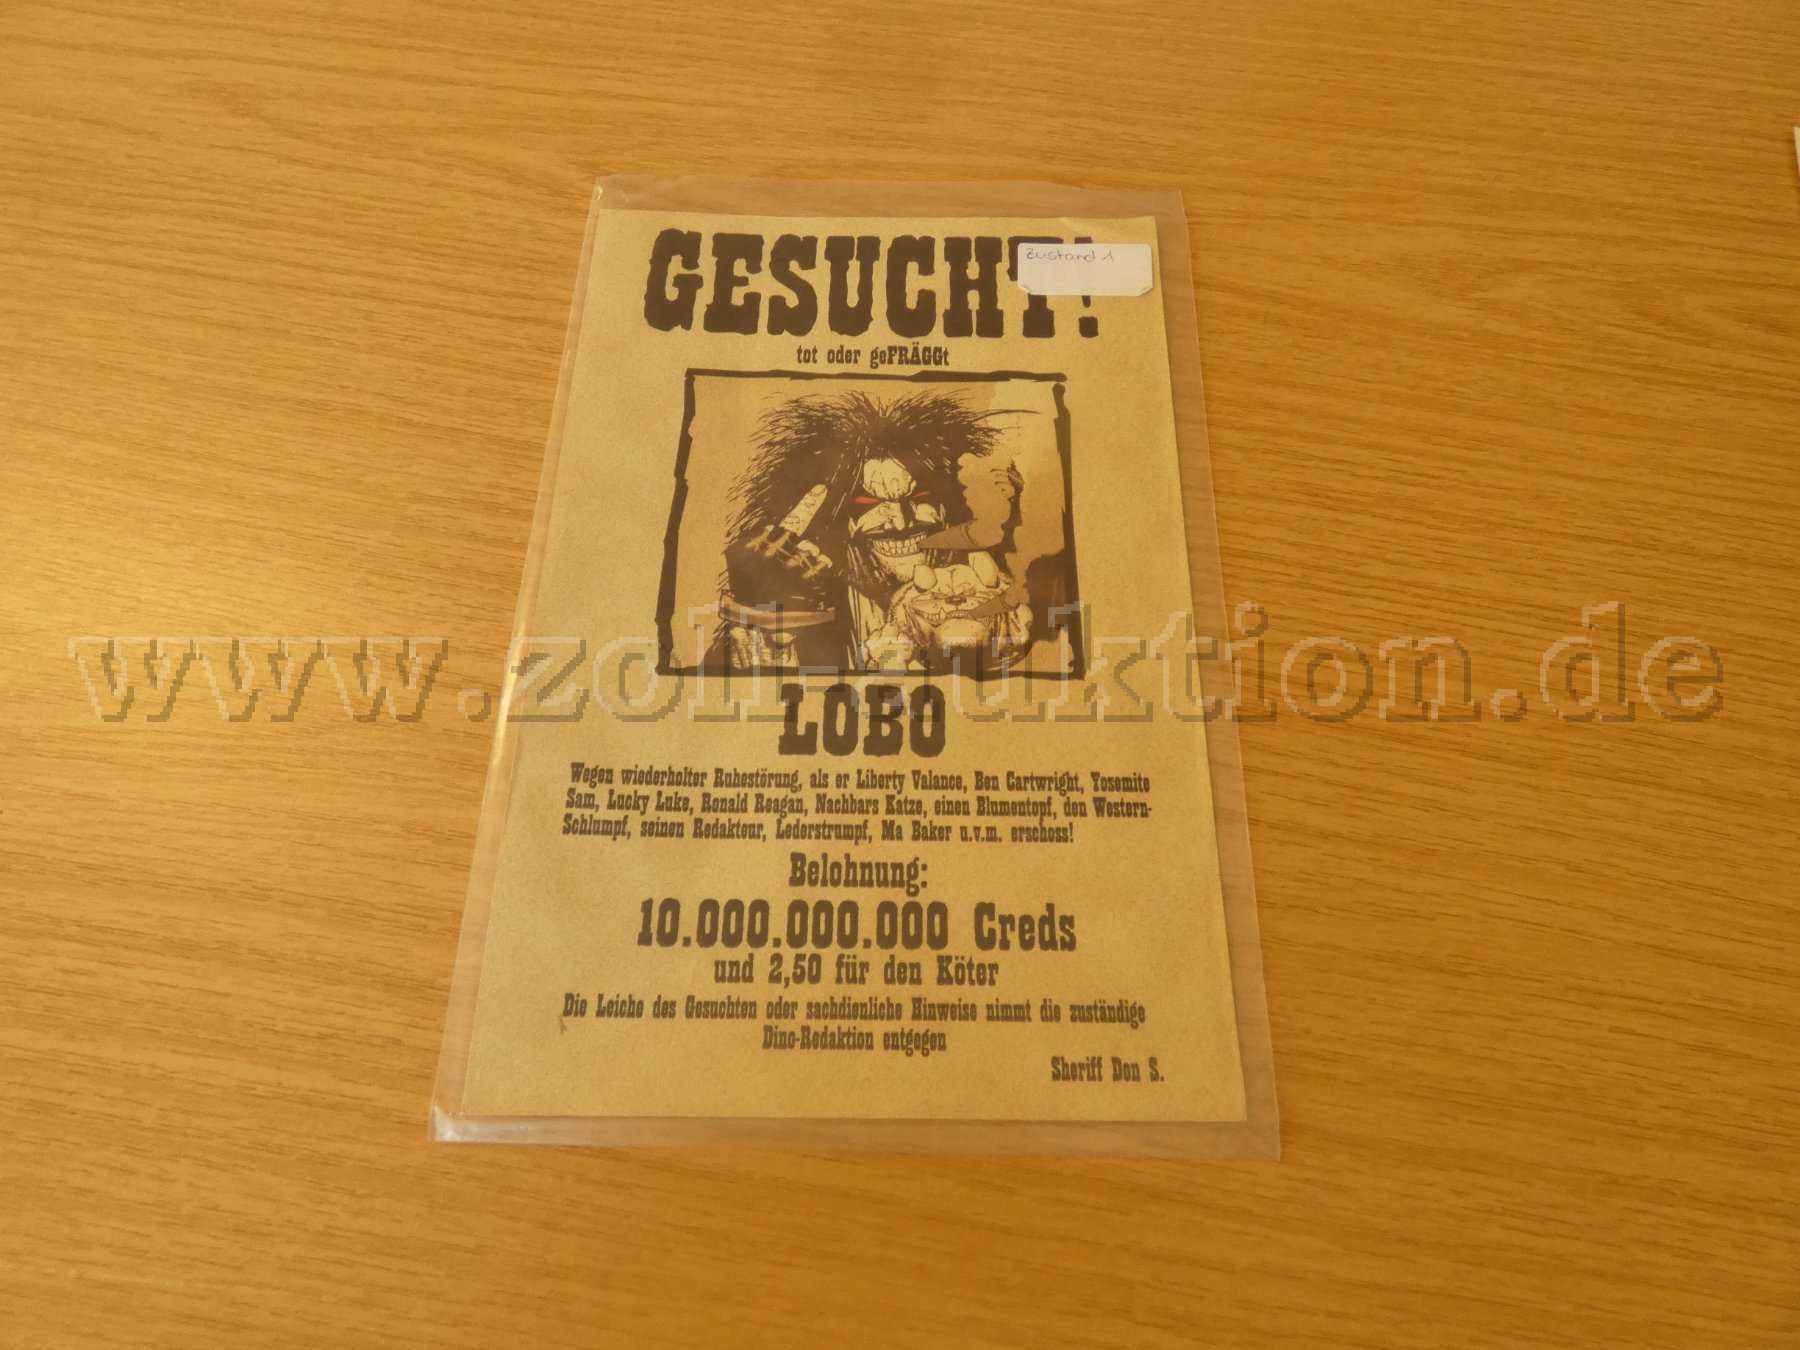 GESUCHT!
Zustand 1
tot oder geFRÄGGt
LOBO
Wegen wiederholter Ruhestörung, als er Liberty Valance, Ben Cartwright, Yosemite
Sam, Lucky Luke, Ronald Reagan, Nachbars Katze, einen Blumentopf, den Western-
Schlumpf, seinen Redakteur, Lederstrumpf, Ma Baker u.v.m. erschoss!
Belohnung:
10.000.000.000 Creds
und 2,50 für den Köter
Die Leiche des Gesuchten oder sachdienliche Hinweise nimmt die zuständige
Dino-Redaktion entgegen
Sheriff Don S.
www.zoll-auktion.de